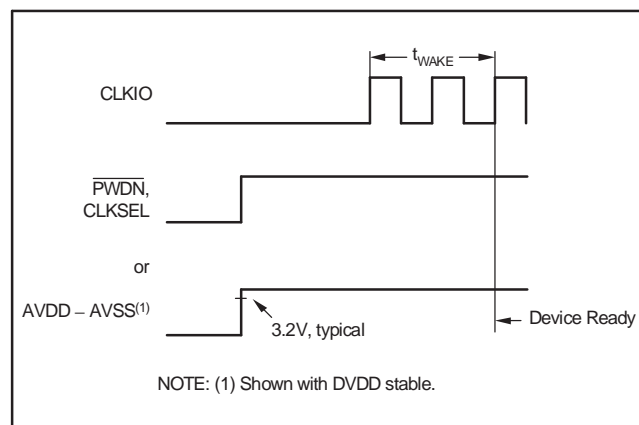 tWAKE
CLKIO
PWDN,
CLKSEL
or
AVDD – AVSS(1)
3.2V, typical
Device Ready
NOTE: (1) Shown with DVDD stable.